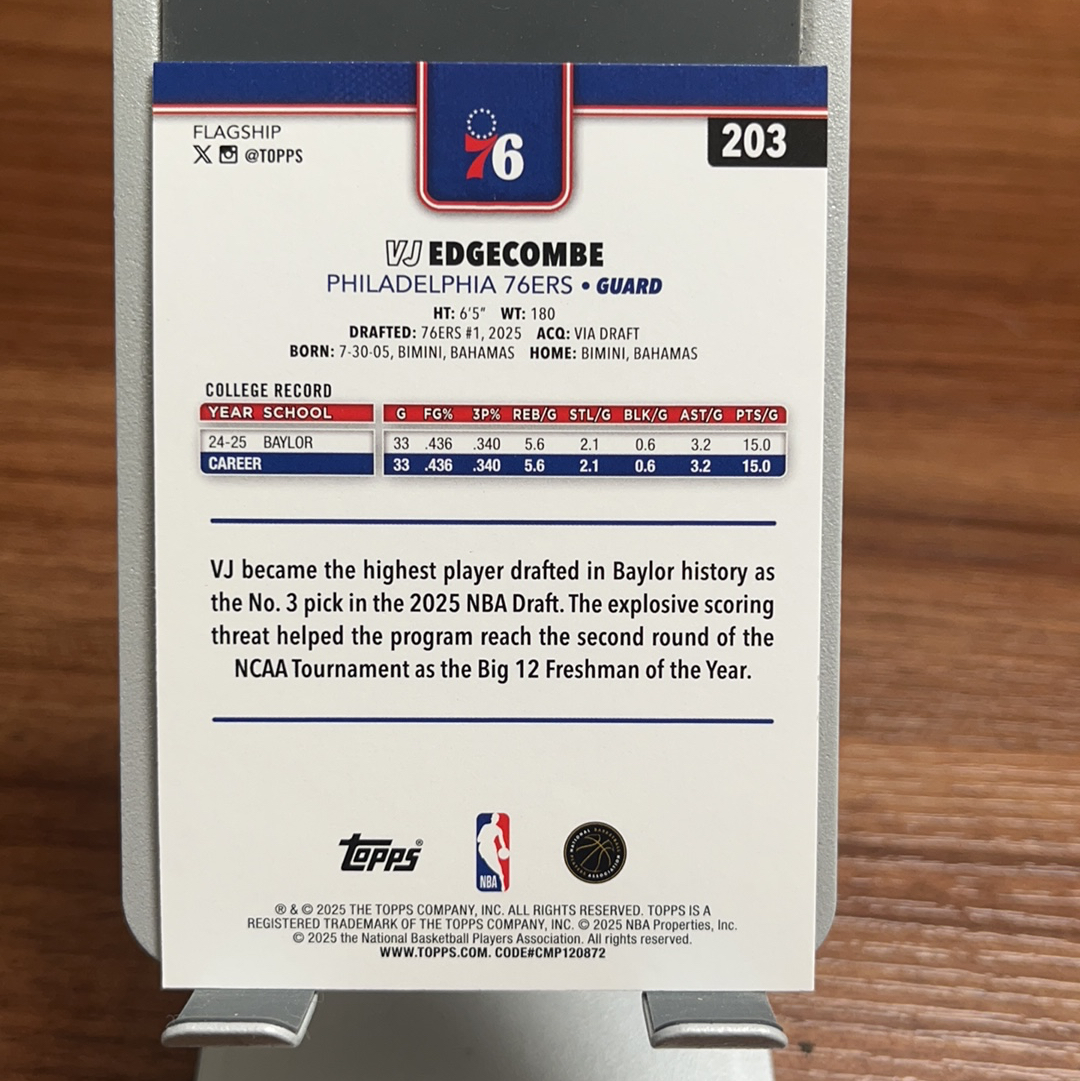 FLAGSHIP
X @TOPPS
76
203
VJ EDGECOMBE
PHILADELPHIA 76ERS • GUARD
HT: 6'5" WT: 180
DRAFTED: 76ERS #1, 2025 ACQ: VIA DRAFT
BORN: 7-30-05, BIMINI, BAHAMAS HOME: BIMINI, BAHAMAS
COLLEGE RECORD
YEAR SCHOOL G FG% 3P% REB/G STL/G BLK/G AST/G PTS/G
24-25 BAYLOR 33 .436 .340 5.6 2.1 0.6 3.2 15.0
CAREER 33 .436 .340 5.6 2.1 0.6 3.2 15.0
VJ became the highest player drafted in Baylor history as
the No. 3 pick in the 2025 NBA Draft. The explosive scoring
threat helped the program reach the second round of the
NCAA Tournament as the Big 12 Freshman of the Year.
Topps®
NBA
NATIONAL BASKETBALL PLAYERS ASSOCIATION
® & © 2025 THE TOPPS COMPANY, INC. ALL RIGHTS RESERVED. TOPPS IS A
REGISTERED TRADEMARK OF THE TOPPS COMPANY, INC. © 2025 NBA Properties, Inc.
© 2025 the National Basketball Players Association. All rights reserved.
WWW.TOPPS.COM. CODE#CMP120872